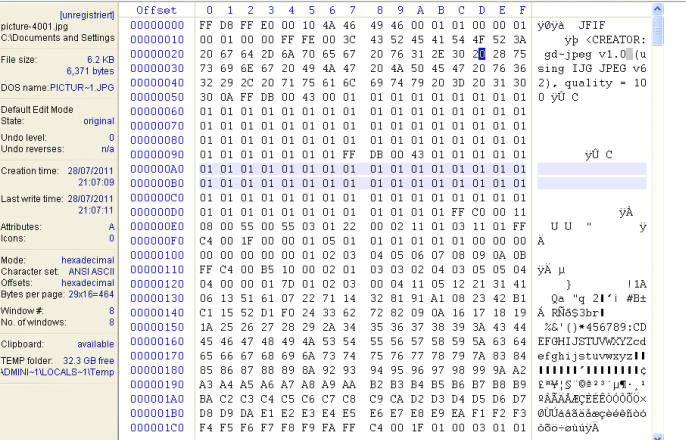 [unregistriert]
picture-4001.jpg
C:\Documents and Settings
File size: 6.2 KB
6,371 bytes
DOS name: PICTUR~1.JPG
Default Edit Mode
State: original
Undo level: 0
Undo reverses: n/a
Creation time: 28/07/2011
21:07:09
Last write time: 28/07/2011
21:07:11
Attributes: A
Icons: 0
Mode: hexadecimal
Character set: ANSI ASCII
Offsets: hexadecimal
Bytes per page: 29x16=464
Window #: 1
No. of windows: 8
Clipboard: available
TEMP folder: 32.3 GB free
\DMINI~1\LOCALS~1\Temp
Offset 0 1 2 3 4 5 6 7 8 9 A B C D E F
00000000 FF D8 FF E0 00 10 4A 46 49 46 00 01 01 00 00 01 ÿØÿà JFIF
00000010 00 01 00 00 FF FE 00 3C 43 52 45 41 54 4F 52 3A ÿþ <CREATOR:
00000020 20 67 64 2D 6A 70 65 67 20 76 31 2E 30 20 28 75 gd-jpeg v1.0 (u
00000030 73 69 6E 67 20 49 4A 47 20 4A 50 45 47 20 76 36 sing IJG JPEG v6
00000040 32 29 2C 20 71 75 61 6C 69 74 79 20 3D 20 31 30 2), quality = 10
00000050 30 0A FF DB 00 43 00 01 01 01 01 01 01 01 01 01 0 ÿÛ C
00000060 01 01 01 01 01 01 01 01 01 01 01 01 01 01 01 01
00000070 01 01 01 01 01 01 01 01 01 01 01 01 01 01 01 01
00000080 01 01 01 01 01 01 01 01 01 01 01 01 01 01 01 01
00000090 01 01 01 01 01 01 01 FF DB 00 43 01 01 01 01 01 ÿÛ C
000000A0 01 01 01 01 01 01 01 01 01 01 01 01 01 01 01 01
000000B0 01 01 01 01 01 01 01 01 01 01 01 01 01 01 01 01
000000C0 01 01 01 01 01 01 01 01 01 01 01 01 01 01 01 01
000000D0 01 01 01 01 01 01 01 01 01 01 01 01 FF C0 00 11 ÿÀ
000000E0 08 00 55 00 55 03 01 22 00 02 11 01 03 11 01 FF U U " ÿ
000000F0 C4 00 1F 00 00 01 05 01 01 01 01 01 01 00 00 00 Ä
00000100 00 00 00 00 00 01 02 03 04 05 06 07 08 09 0A 0B
00000110 FF C4 00 B5 10 00 02 01 03 03 02 04 03 05 05 04 ÿÄ µ
00000120 04 00 00 01 7D 01 02 03 00 04 11 05 12 21 31 41 } !1A
00000130 06 13 51 61 07 22 71 14 32 81 91 A1 08 23 42 B1 Qa "q 2 ‘¡ #B±
00000140 C1 15 52 D1 F0 24 33 62 72 82 09 0A 16 17 18 19 Á RÑð$3br
00000150 1A 25 26 27 28 29 2A 34 35 36 37 38 39 3A 43 44 %&'()*456789:CD
00000160 45 46 47 48 49 4A 53 54 55 56 57 58 59 5A 63 64 EFGHIJSTUVWXYZcd
00000170 65 66 67 68 69 6A 73 74 75 76 77 78 79 7A 83 84 efghijstuvwxyz
00000180 85 86 87 88 89 8A 92 93 94 95 96 97 98 99 9A A2
00000190 A3 A4 A5 A6 A7 A8 A9 AA B2 B3 B4 B5 B6 B7 B8 B9 £¤¥¦§¨©ª²³´µ¶·¸¹
000001A0 BA C2 C3 C4 C5 C6 C7 C8 C9 CA D2 D3 D4 D5 D6 D7 ºÂÃÄÅÆÇÈÉÊÒÓÔÕÖ×
000001B0 D8 D9 DA E1 E2 E3 E4 E5 E6 E7 E8 E9 EA F1 F2 F3 ØÙÚáâãäåæçèéêñòó
000001C0 F4 F5 F6 F7 F8 F9 FA FF C4 00 1F 01 00 03 01 01 ôõö÷øùúÿÄ